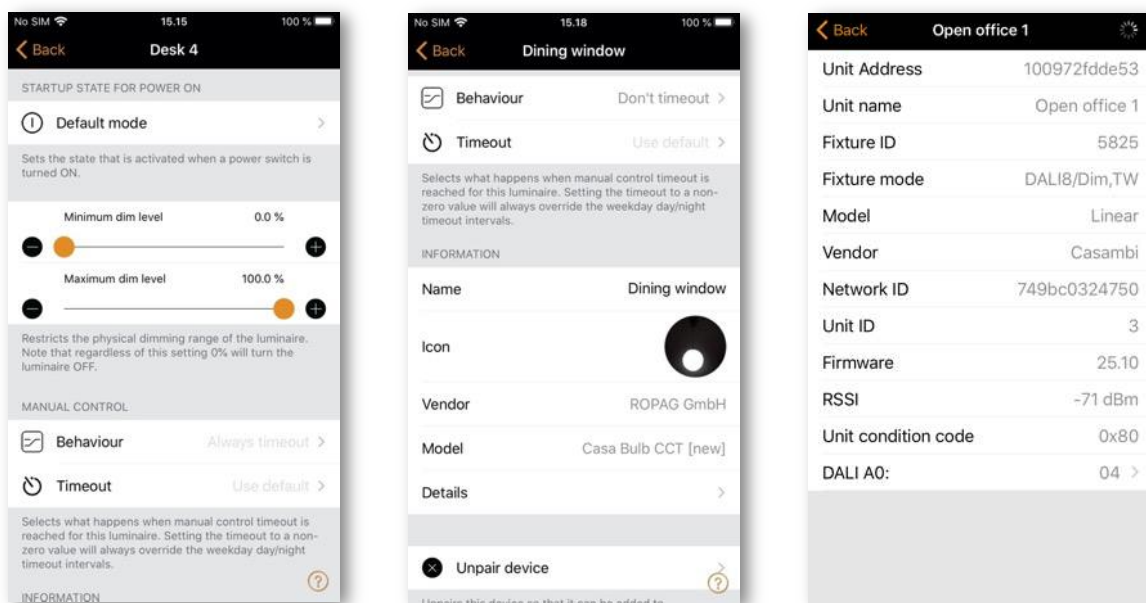 No SIM 15.15 100 %
Back Desk 4
STARTUP STATE FOR POWER ON
Default mode
Sets the state that is activated when a power switch is
turned ON.
Minimum dim level 0.0 %
Maximum dim level 100.0 %
Restricts the physical dimming range of the luminaire.
Note that regardless of this setting 0% will turn the
luminaire OFF.
MANUAL CONTROL
Behaviour Always timeout
Timeout Use default
Selects what happens when manual control timeout is
reached for this luminaire. Setting the timeout to a non-
zero value will always override the weekday day/night
timeout intervals.
?
INFORMATION
No SIM 15.18 100 %
Back Dining window
Behaviour Don't timeout
Timeout Use default
Selects what happens when manual control timeout is
reached for this luminaire. Setting the timeout to a non-
zero value will always override the weekday day/night
timeout intervals.
INFORMATION
Name Dining window
Icon
Vendor ROPAG GmbH
Model Casa Bulb CCT [new]
Details
Unpair device
?
Unpairs this device so that it can be added to
Back Open office 1
Unit Address 100972fdde53
Unit name Open office 1
Fixture ID 5825
Fixture mode DALI8/Dim,TW
Model Linear
Vendor Casambi
Network ID 749bc0324750
Unit ID 3
Firmware 25.10
RSSI -71 dBm
Unit condition code 0x80
DALI A0: 04